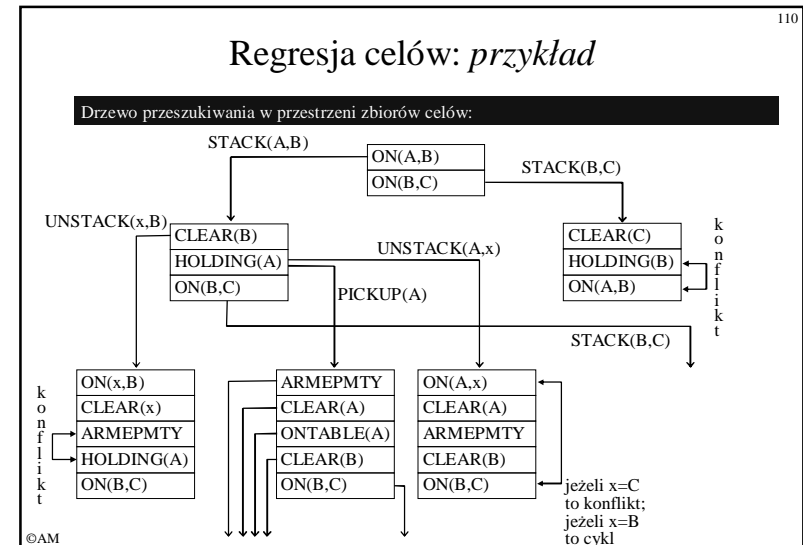 110
Regresja celów: przykład
Drzewo przeszukiwania w przestrzeni zbiorów celów:
STACK(A,B)
ON(A,B)
ON(B,C)
STACK(B,C)
UNSTACK(x,B)
CLEAR(B)
HOLDING(A)
ON(B,C)
UNSTACK(A,x)
PICKUP(A)
CLEAR(C)
HOLDING(B)
ON(A,B)
konflikt
STACK(B,C)
konflikt
ON(x,B)
CLEAR(x)
ARMEPMTY
HOLDING(A)
ON(B,C)
ARMEPMTY
CLEAR(A)
ONTABLE(A)
CLEAR(B)
ON(B,C)
ON(A,x)
CLEAR(A)
ARMEPMTY
CLEAR(B)
ON(B,C)
jeżeli x=C
to konflikt;
jeżeli x=B
to cykl
©AM